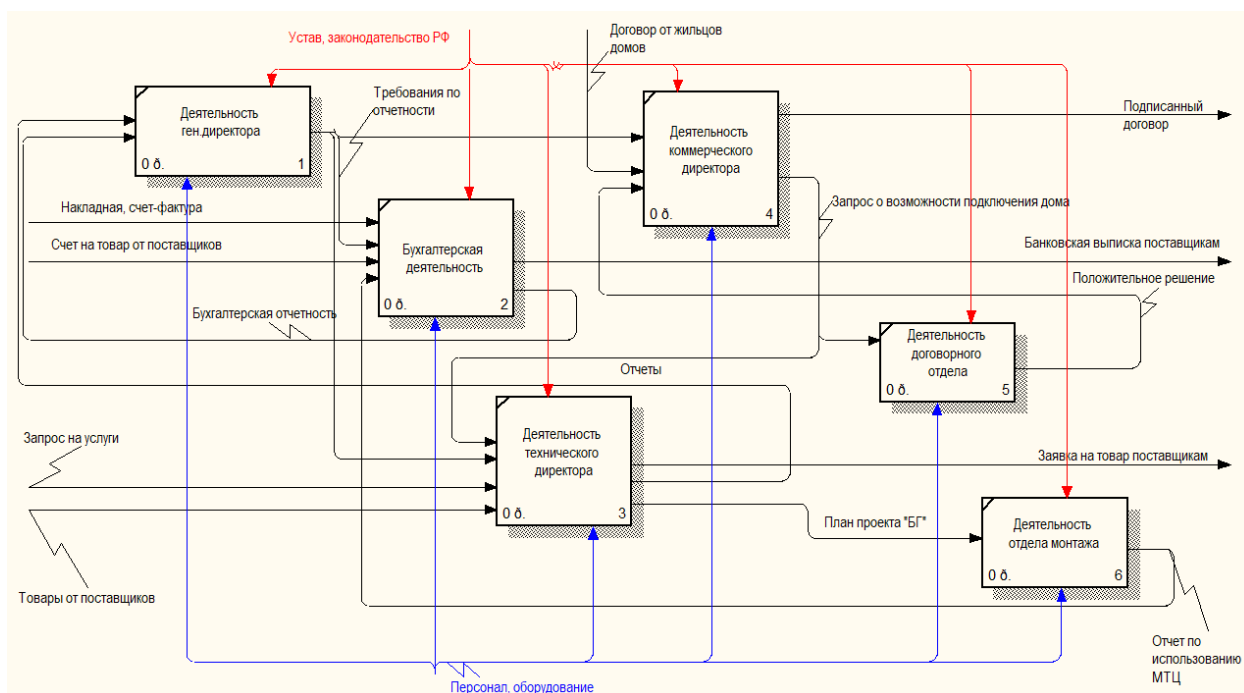 Устав, законодательство РФ
Договор от жильцов
домов
Требования по
отчетности
Деятельность
ген.директора
0 ð.
1
Деятельность
коммерческого
директора
0 ð.
4
Подписанный
договор
Накладная, счет-фактура
Счет на товар от поставщиков
Бухгалтерская
деятельность
0 ð.
2
Запрос о возможности подключения дома
Банковская выписка поставщикам
Положительное решение
Бухгалтерская отчетность
Деятельность
договорного
отдела
0 ð.
5
Отчеты
Запрос на услуги
Деятельность
технического
директора
0 ð.
3
Заявка на товар поставщикам
План проекта "БГ"
Деятельность
отдела монтажа
0 ð.
6
Товары от поставщиков
Отчет по
использованию
МТЦ
Персонал, оборудование